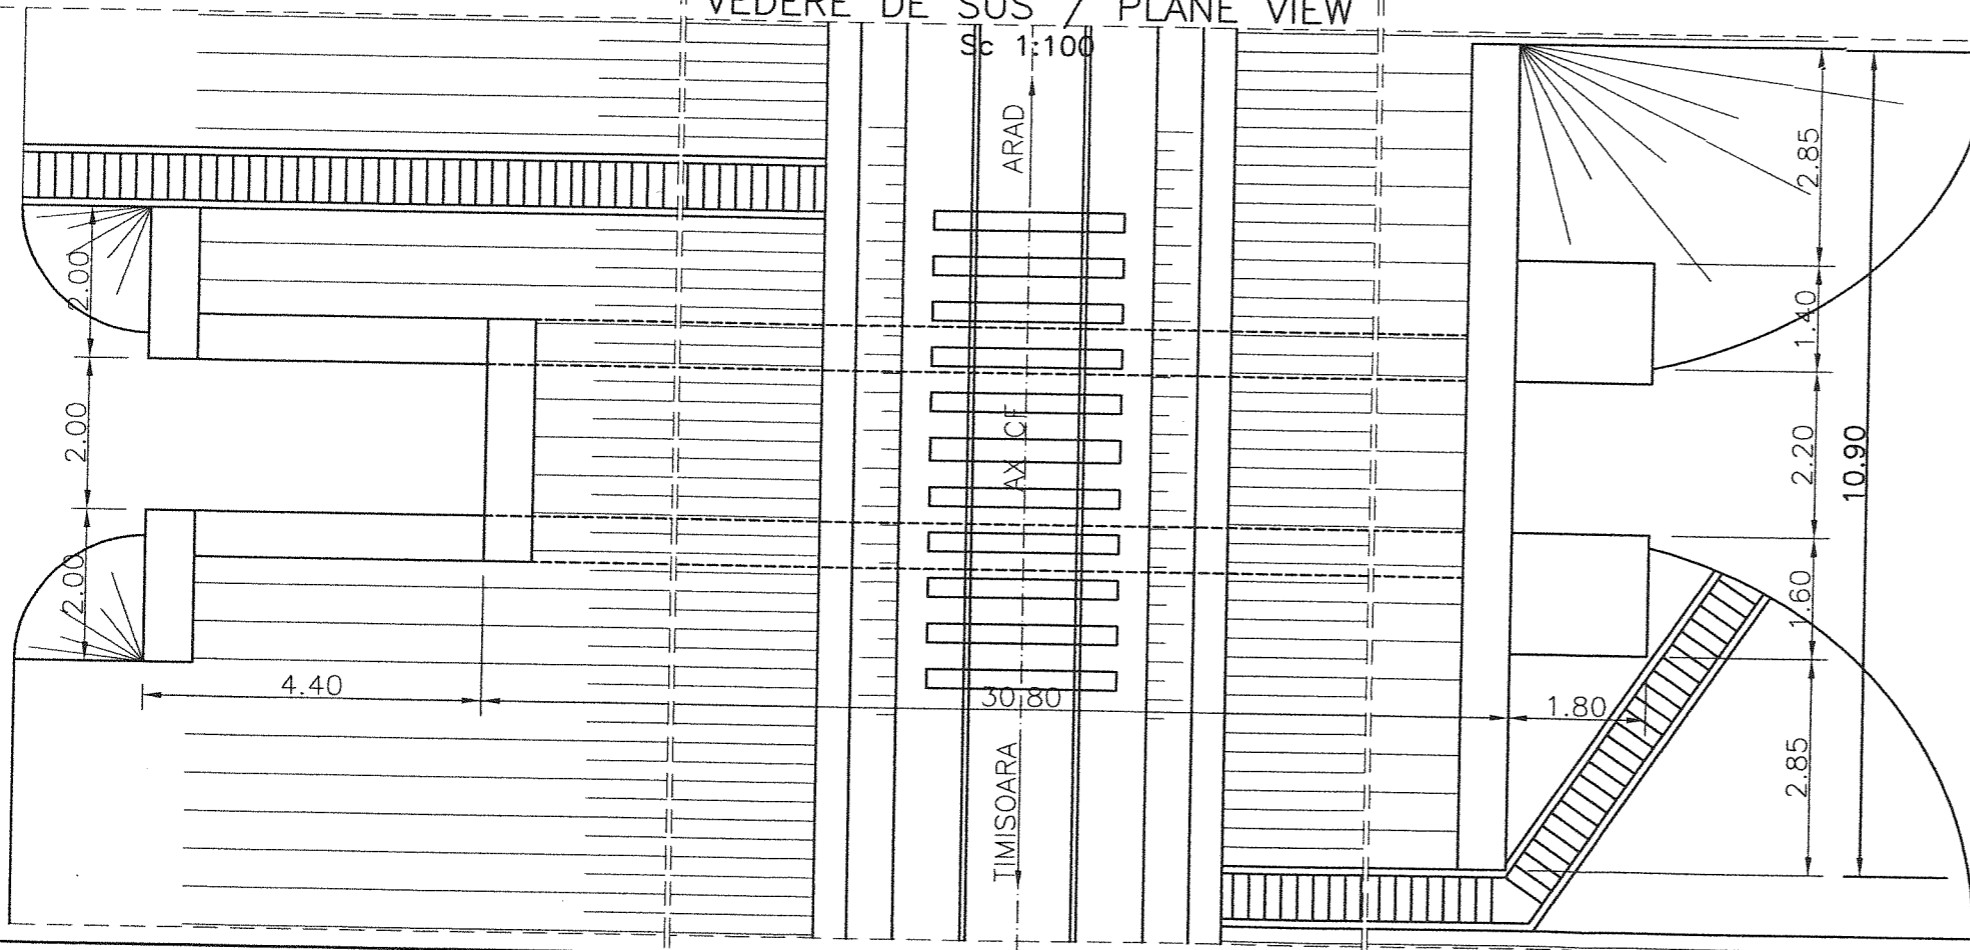 VEDERE DE SUS / PLANE VIEW
Sc 1:100
ARAD
2.85
2.00
1.40
AX CF
2.00
2.20
10.90
2.00
1.60
4.40
30.80
1.80
TIMISOARA
2.85